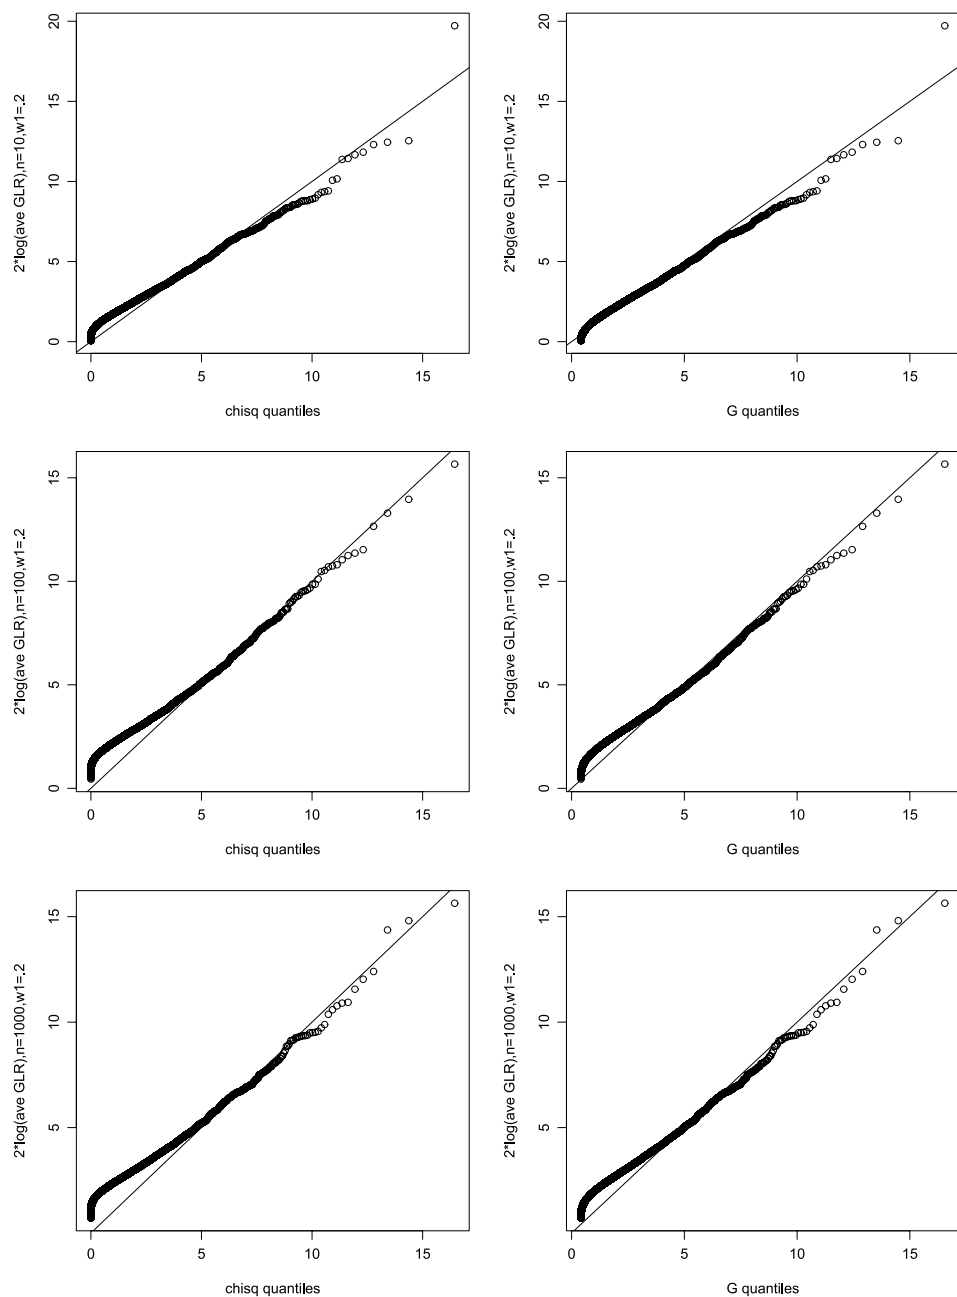 20
15
10
5
0
2*log(ave GLR),n=10,w1=.2
0 5 10 15
chisq quantiles
20
15
10
5
0
2*log(ave GLR),n=10,w1=.2
0 5 10 15
G quantiles
15
10
5
0
2*log(ave GLR),n=100,w1=.2
0 5 10 15
chisq quantiles
15
10
5
0
2*log(ave GLR),n=100,w1=.2
0 5 10 15
G quantiles
15
10
5
2*log(ave GLR),n=1000,w1=.2
0 5 10 15
chisq quantiles
15
10
5
2*log(ave GLR),n=1000,w1=.2
0 5 10 15
G quantiles